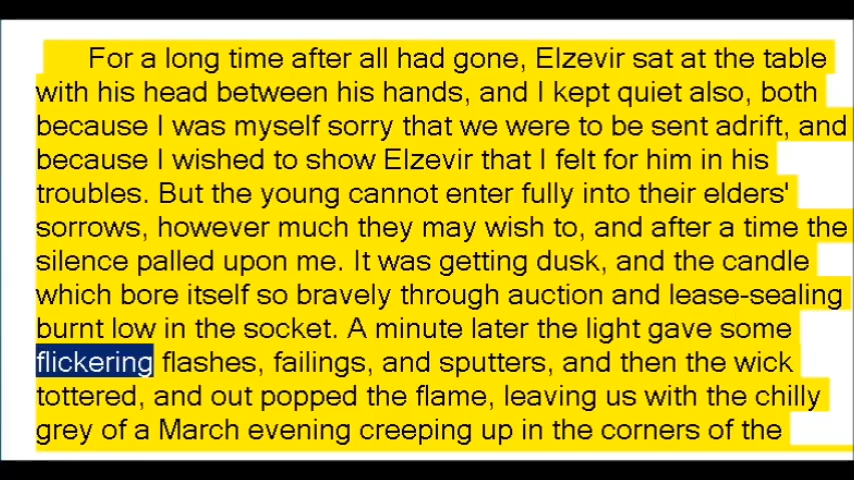 For a long time after all had gone, Elzevir sat at the table
with his head between his hands, and I kept quiet also, both
because I was myself sorry that we were to be sent adrift, and
because I wished to show Elzevir that I felt for him in his
troubles. But the young cannot enter fully into their elders'
sorrows, however much they may wish to, and after a time the
silence palled upon me. It was getting dusk, and the candle
which bore itself so bravely through auction and lease-sealing
burnt low in the socket. A minute later the light gave some
flickering flashes, failings, and sputters, and then the wick
tottered, and out popped the flame, leaving us with the chilly
grey of a March evening creeping up in the corners of the